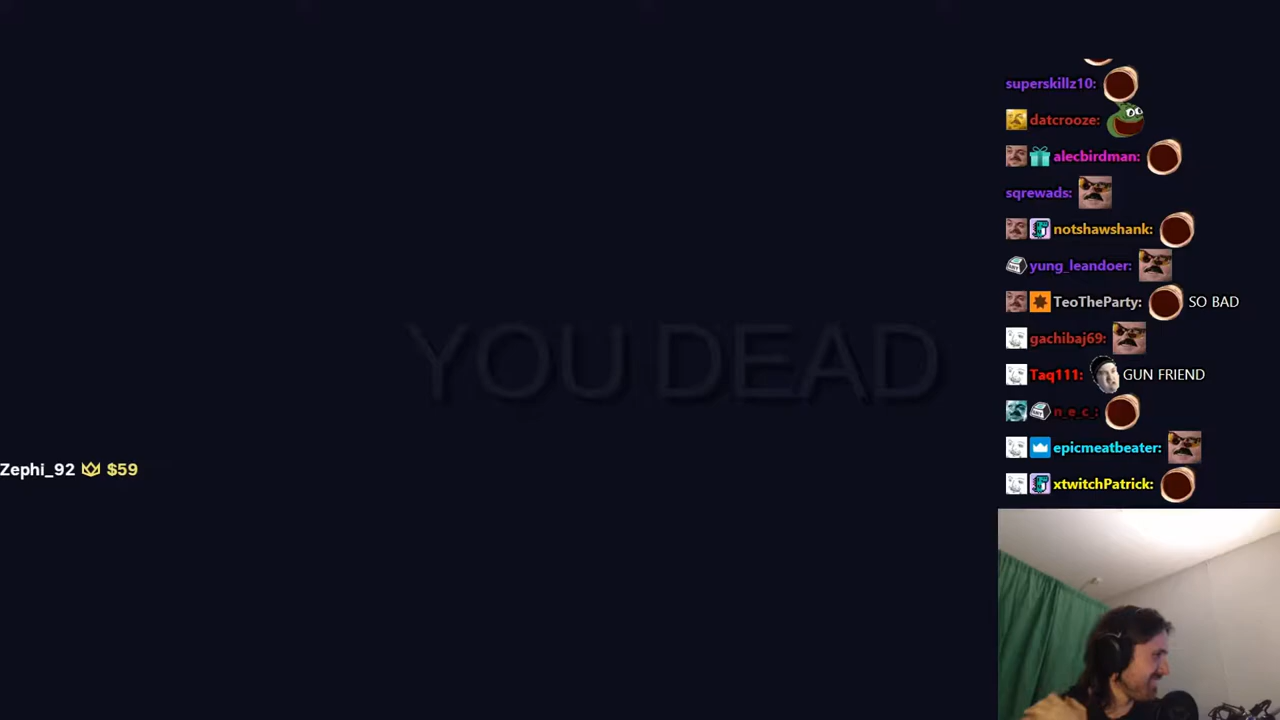 superskillz10:
datcrooze:
alecbirdman:
sqrewads:
notshawshank:
yung_leandoer:
TeoTheParty: SO BAD
gachibaj69:
Taq111: GUN FRIEND
n_e_c_:
epicmeatbeater:
xtwitchPatrick:
YOU DEAD
Zephi_92 $59